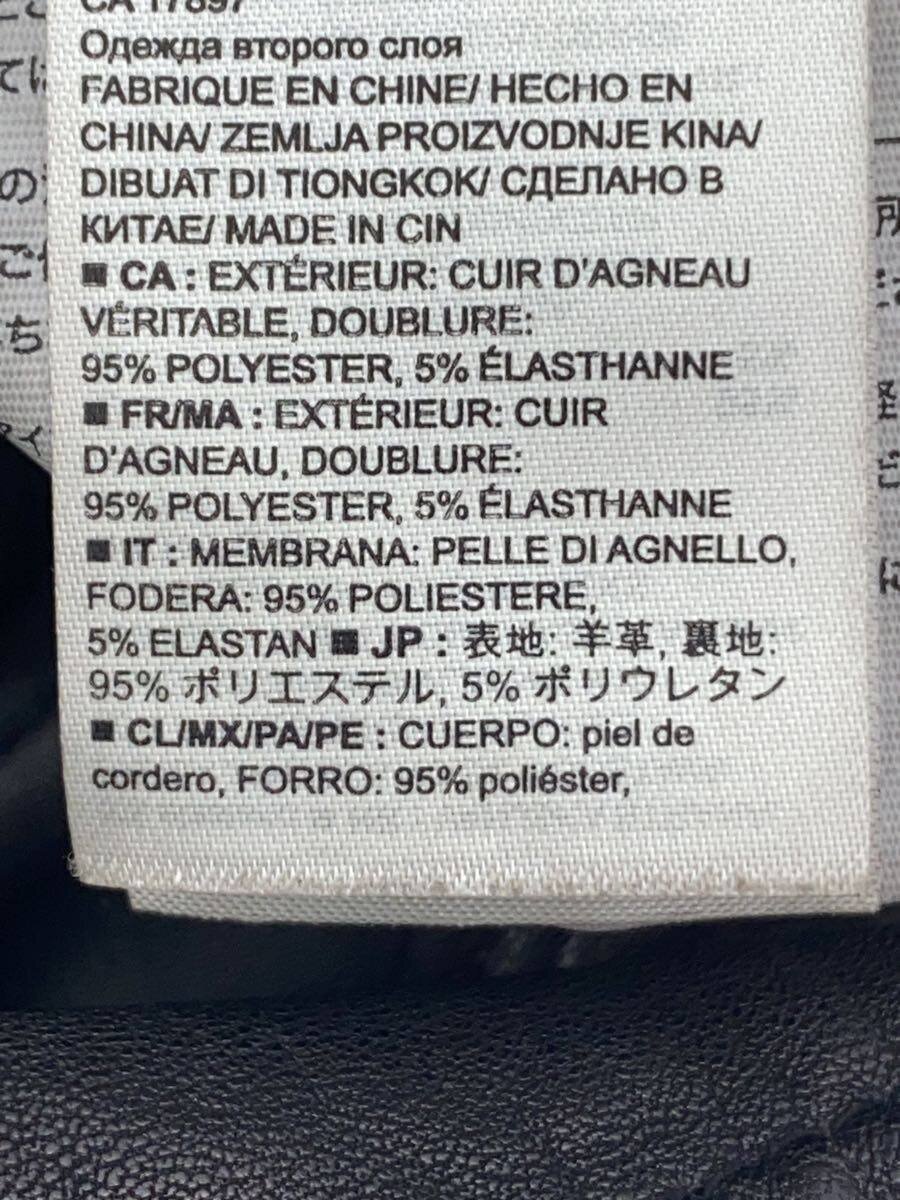 CA 17897
Одежда второго слоя
FABRIQUE EN CHINE/ HECHO EN
CHINA/ ZEMLJA PROIZVODNJE KINA/
DIBUAT DI TIONGKOK/ СДЕЛАНО В
КИТАЕ/ MADE IN CIN
■ CA : EXTÉRIEUR: CUIR D'AGNEAU
VÉRITABLE, DOUBLURE:
95% POLYESTER, 5% ÉLASTHANNE
■ FR/MA : EXTÉRIEUR: CUIR
D'AGNEAU, DOUBLURE:
95% POLYESTER, 5% ÉLASTHANNE
■ IT : MEMBRANA: PELLE DI AGNELLO,
FODERA: 95% POLIESTERE,
5% ELASTAN ■ JP : 表地: 羊革, 裏地:
95% ポリエステル, 5% ポリウレタン
■ CL/MX/PA/PE : CUERPO: piel de
cordero, FORRO: 95% poliéster,